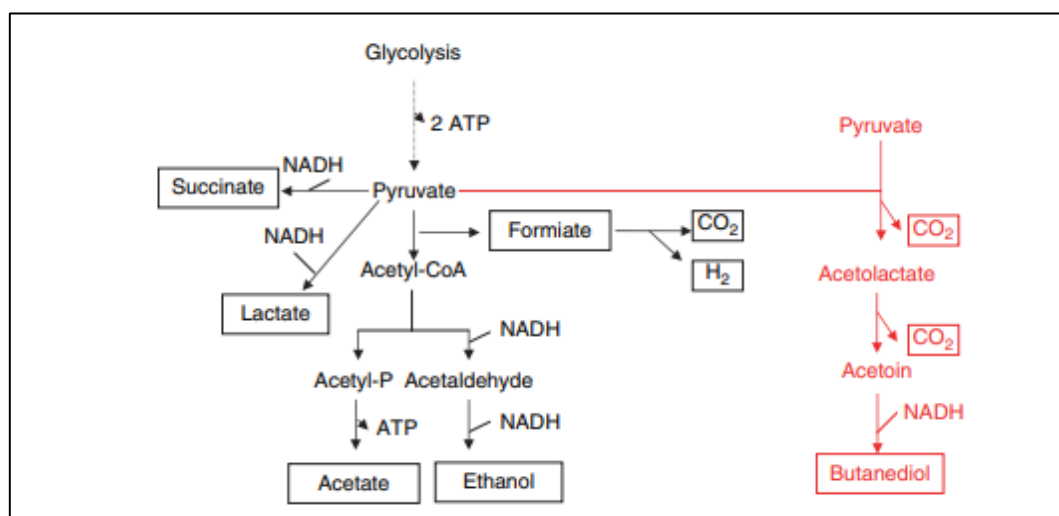 Glycolysis
2 ATP
Pyruvate
NADH
Succinate
Pyruvate
CO2
NADH
Formiate
CO2
Acetyl-CoA
H2
Acetolactate
Lactate
NADH
CO2
Acetyl-P
Acetaldehyde
Acetoin
ATP
NADH
NADH
Acetate
Ethanol
Butanediol